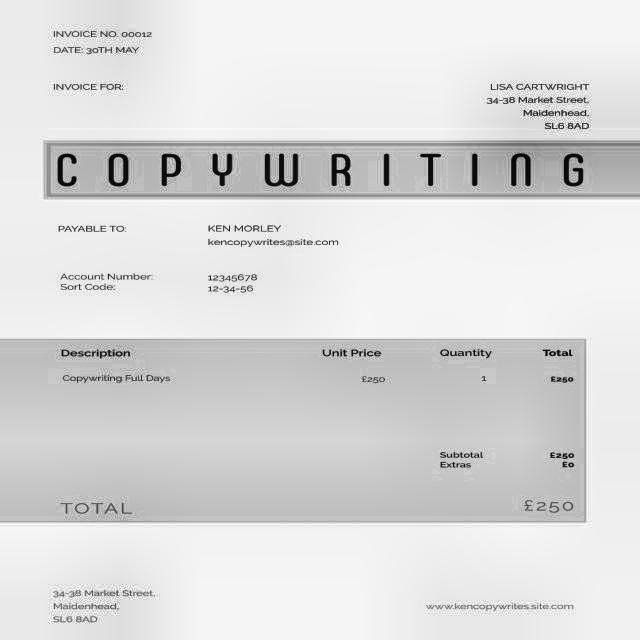 INVOICE NO. 00012
DATE: 30TH MAY
INVOICE FOR:
LISA CARTWRIGHT
34-38 Market Street,
Maidenhead,
SL6 8AD
COPYWRITING
PAYABLE TO: KEN MORLEY
kencopywrites@site.com
Account Number: 12345678
Sort Code: 12-34-56
Description Unit Price Quantity Total
Copywriting Full Days £250 1 £250
Subtotal £250
Extras £0
TOTAL £250
34-38 Market Street,
Maidenhead,
SL6 8AD
www.kencopywrites.site.com